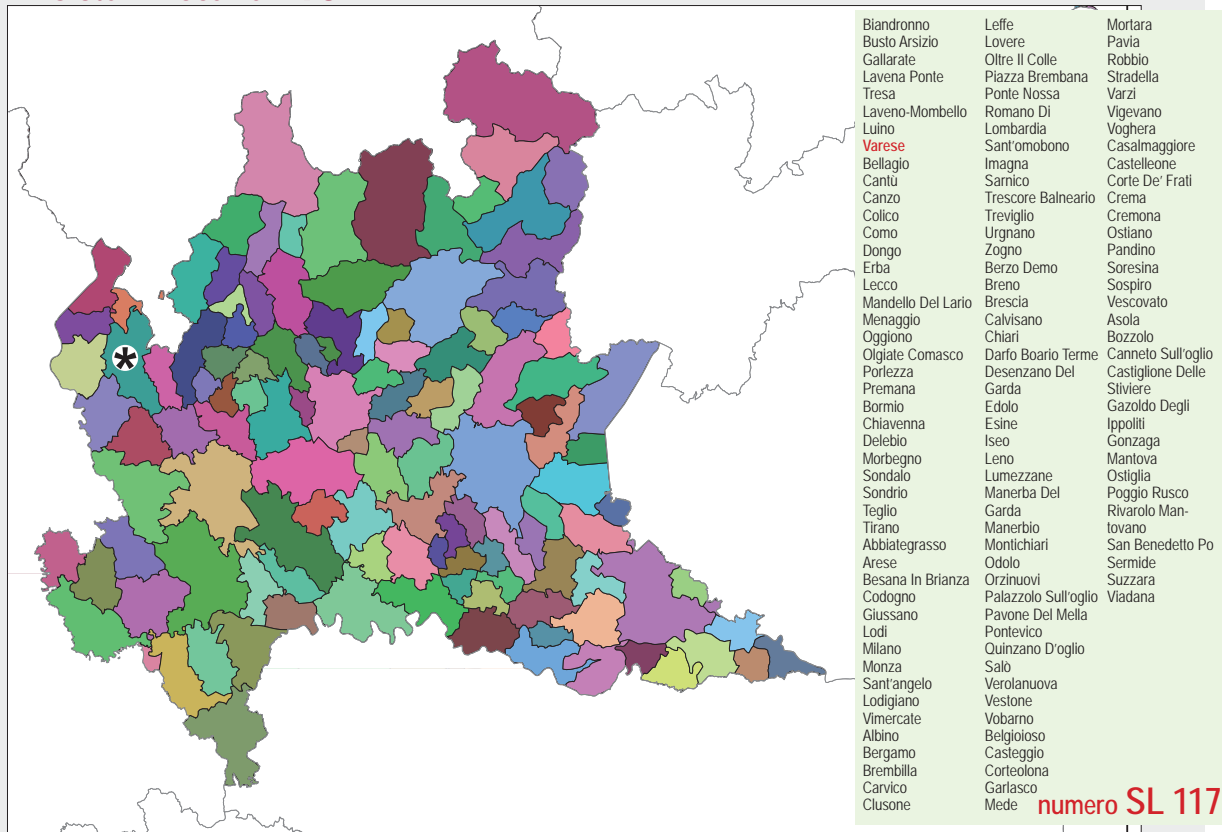 Biandronno
Busto Arsizio
Gallarate
Lavena Ponte
Tresa
Laveno-Mombello
Luino
Varese
Bellagio
Cantù
Canzo
Colico
Como
Dongo
Erba
Lecco
Mandello Del Lario
Menaggio
Oggiono
Olgiate Comasco
Porlezza
Premana
Bormio
Chiavenna
Delebio
Morbegno
Sondalo
Sondrio
Teglio
Tirano
Abbiategrasso
Arese
Besana In Brianza
Codogno
Giussano
Lodi
Milano
Monza
Sant'angelo
Lodigiano
Vimercate
Albino
Bergamo
Brembilla
Carvico
Clusone
Leffe
Lovere
Oltre Il Colle
Piazza Brembana
Ponte Nossa
Romano Di
Lombardia
Sant'omobono
Imagna
Sarnico
Trescore Balneario
Treviglio
Urgnano
Zogno
Berzo Demo
Breno
Brescia
Calvisano
Chiari
Darfo Boario Terme
Desenzano Del
Garda
Edolo
Esine
Iseo
Leno
Lumezzane
Manerba Del
Garda
Manerbio
Montichiari
Odolo
Orzinuovi
Palazzolo Sull'oglio
Pavone Del Mella
Pontevico
Quinzano D'oglio
Salò
Verolanuova
Vestone
Vobarno
Belgioioso
Casteggio
Corteolona
Garlasco
Mede
Mortara
Pavia
Robbio
Stradella
Varzi
Vigevano
Voghera
Casalmaggiore
Castelleone
Corte De' Frati
Crema
Cremona
Ostiano
Pandino
Soresina
Sospiro
Vescovato
Asola
Bozzolo
Canneto Sull'oglio
Castiglione Delle
Stiviere
Gazoldo Degli
Ippoliti
Gonzaga
Mantova
Ostiglia
Poggio Rusco
Rivarolo Man-
tovano
San Benedetto Po
Sermide
Suzzara
Viadana
numero SL 117